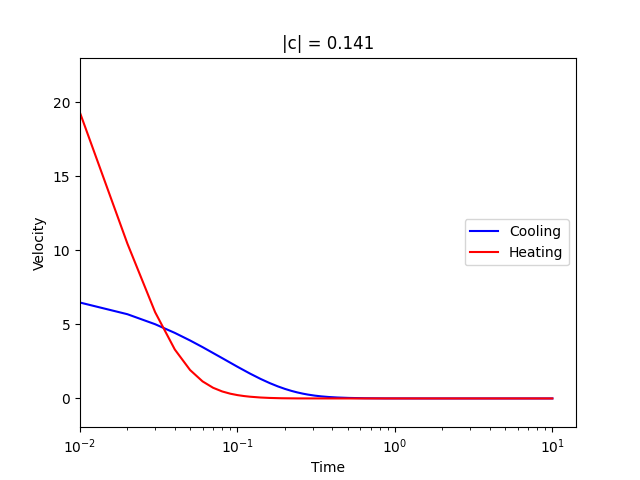 |c| = 0.141
20
15
10
5
0
Velocity
Cooling
Heating
10⁻² 10⁻¹ 10⁰ 10¹
Time